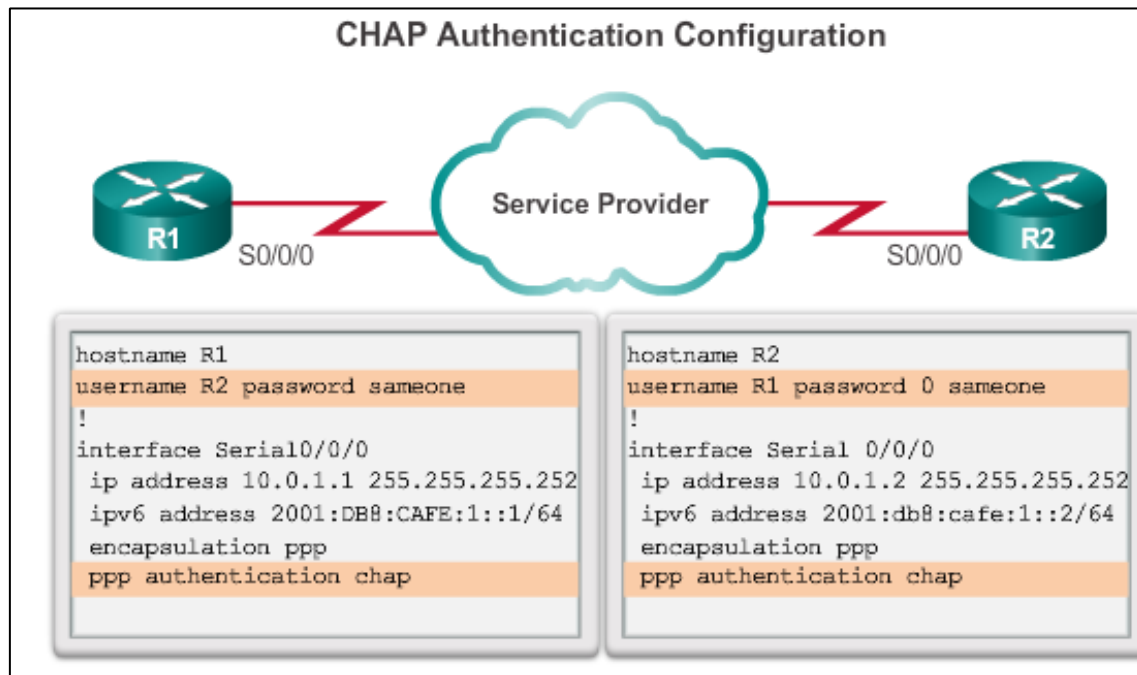 CHAP Authentication Configuration
Service Provider
R1
R2
S0/0/0
S0/0/0
hostname R1
username R2 password sameone
!
interface Serial0/0/0
ip address 10.0.1.1 255.255.255.252
ipv6 address 2001:DB8:CAFE:1::1/64
encapsulation ppp
ppp authentication chap
hostname R2
username R1 password 0 sameone
!
interface Serial 0/0/0
ip address 10.0.1.2 255.255.255.252
ipv6 address 2001:db8:cafe:1::2/64
encapsulation ppp
ppp authentication chap